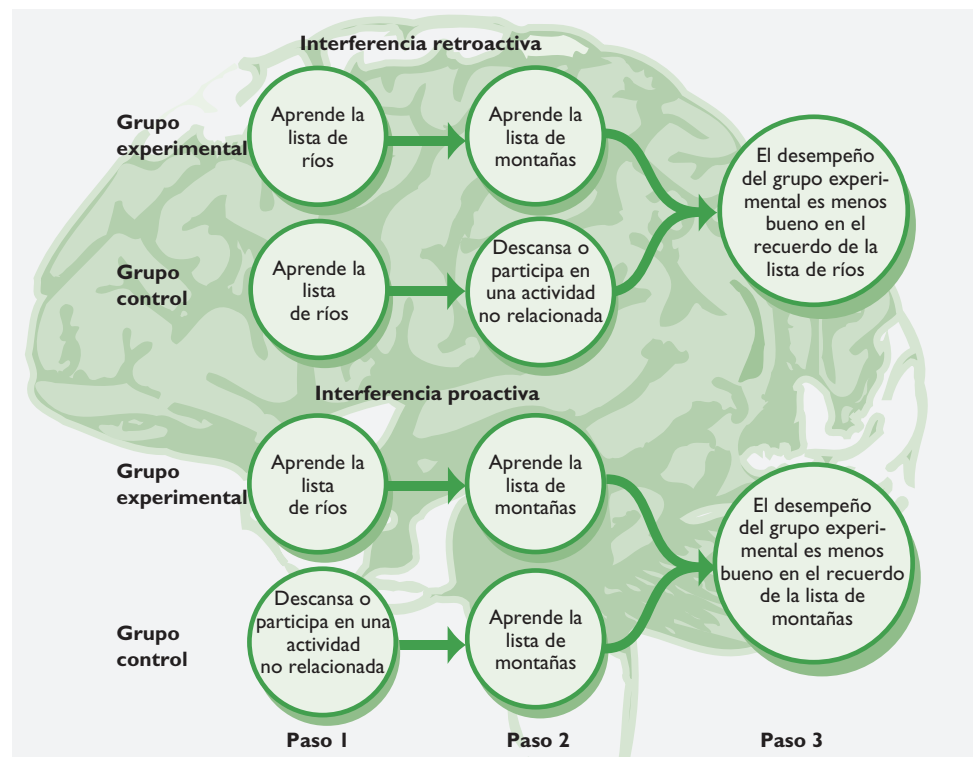 Interferencia retroactiva
Grupo
experimental
Aprende la
lista de
ríos
Aprende la
lista de
montañas
El desempeño
del grupo experi-
mental es menos
bueno en el
recuerdo de la
lista de ríos
Grupo
control
Aprende la
lista
de ríos
Descansa o
participa en
una actividad
no relacionada
Interferencia proactiva
Grupo
experimental
Aprende la
lista
de ríos
Aprende la
lista de
montañas
El desempeño
del grupo experi-
mental es menos
bueno en el recuerdo
de la lista de
montañas
Grupo
control
Descansa o
participa en una
actividad
no relacionada
Aprende la
lista de
montañas
Paso 1
Paso 2
Paso 3